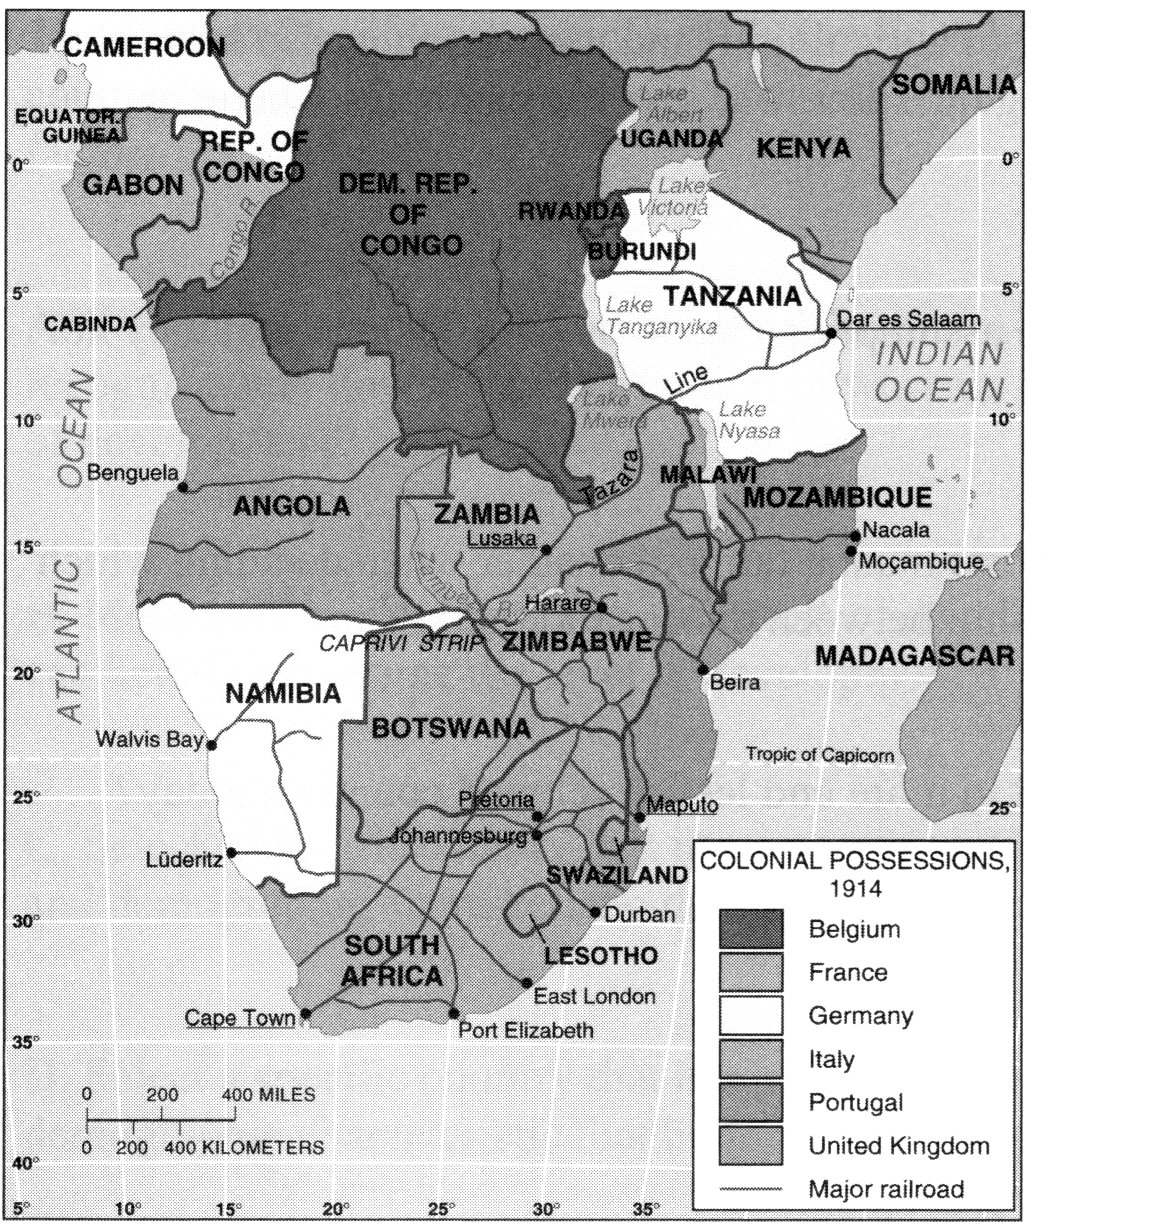 CAMEROON
SOMALIA
Lake
Albert
EQUATOR.
GUINEA
UGANDA
REP. OF
CONGO
KENYA
0°
0°
GABON
DEM. REP.
OF
CONGO
Lake
Victoria
RWANDA
Congo R.
BURUNDI
5°
5°
TANZANIA
Lake
Tanganyika
CABINDA
Dar es Salaam
INDIAN
OCEAN
Line
Lake
Mweru
Lake
Nyasa
10°
10°
ATLANTIC OCEAN
Benguela
Tazara
MALAWI
MOZAMBIQUE
ANGOLA
ZAMBIA
Lusaka
Nacala
15°
Moçambique
Zambezi R.
Harare
CAPRIVI STRIP
ZIMBABWE
MADAGASCAR
20°
Beira
NAMIBIA
BOTSWANA
Walvis Bay
Tropic of Capicorn
25°
Pretoria
Maputo
25°
Johannesburg
Lüderitz
SWAZILAND
30°
Durban
SOUTH
AFRICA
LESOTHO
East London
Cape Town
Port Elizabeth
35°
0 200 400 MILES
0 200 400 KILOMETERS
40°
5° 10° 15° 20° 25° 30° 35°
COLONIAL POSSESSIONS,
1914
Belgium
France
Germany
Italy
Portugal
United Kingdom
Major railroad